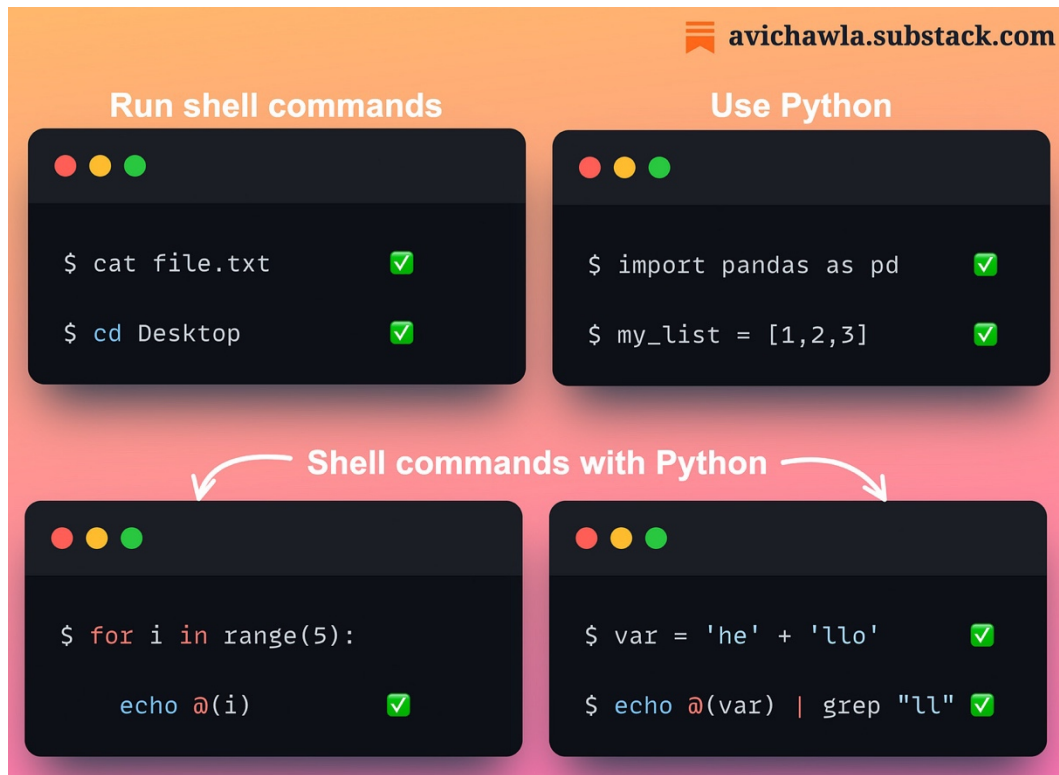 avichawla.substack.com
Run shell commands
$ cat file.txt
$ cd Desktop
Use Python
$ import pandas as pd
$ my_list = [1,2,3]
Shell commands with Python
$ for i in range(5):
echo @(i)
$ var = 'he' + 'llo'
$ echo @(var) | grep "ll"